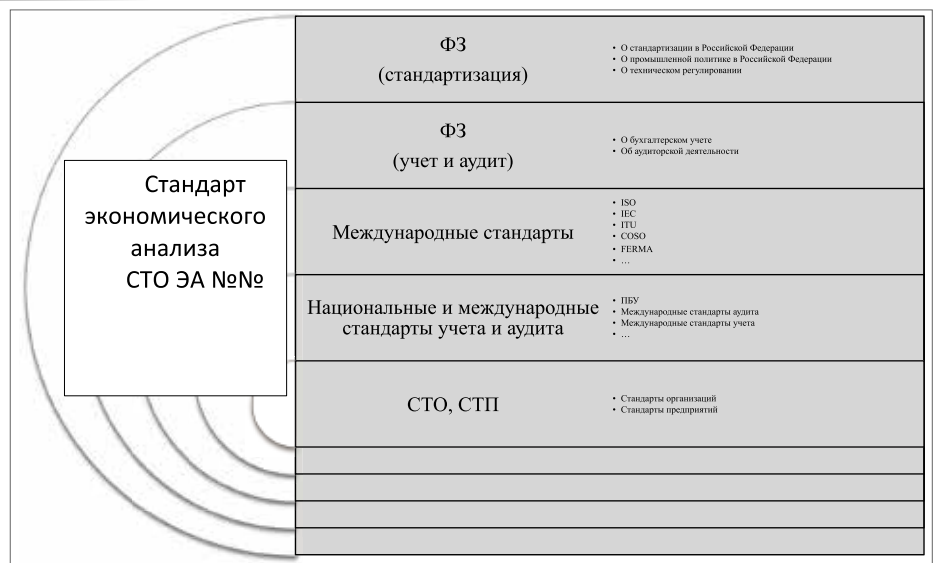 Стандарт
экономического
анализа
СТО ЭА №№
ФЗ
(стандартизация)
• О стандартизации в Российской Федерации
• О промышленной политике в Российской Федерации
• О техническом регулировании
ФЗ
(учет и аудит)
• О бухгалтерском учете
• Об аудиторской деятельности
Международные стандарты
• ISO
• IEC
• ITU
• COSO
• FERMA
• ...
Национальные и международные
стандарты учета и аудита
• ПБУ
• Международные стандарты аудита
• Международные стандарты учета
• ...
СТО, СТП
• Стандарты организаций
• Стандарты предприятий